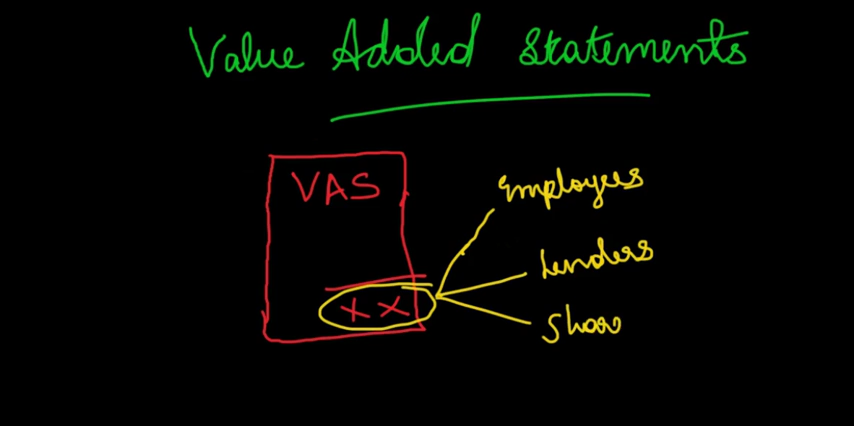 Value Added Statements
VAS
Employees
Lenders
XX
Shar